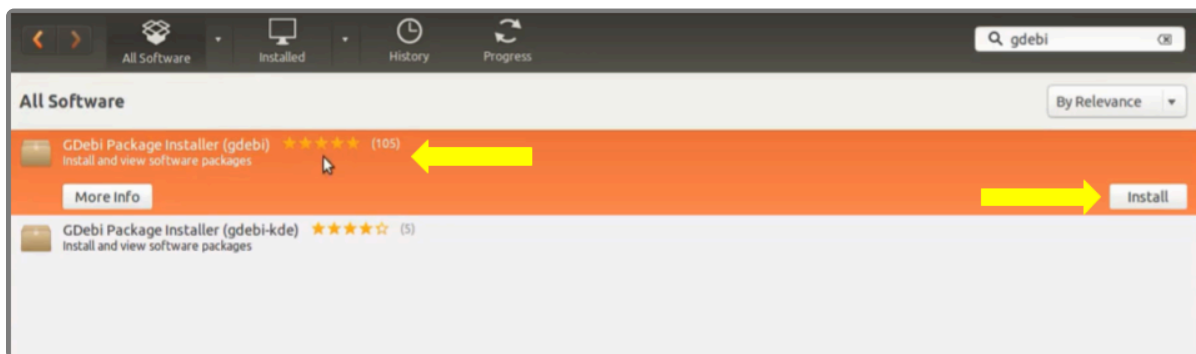 All Software
Installed
History
Progress
gdebi
All Software
By Relevance
GDebi Package Installer (gdebi) (105)
Install and view software packages
More Info
Install
GDebi Package Installer (gdebi-kde) (5)
Install and view software packages